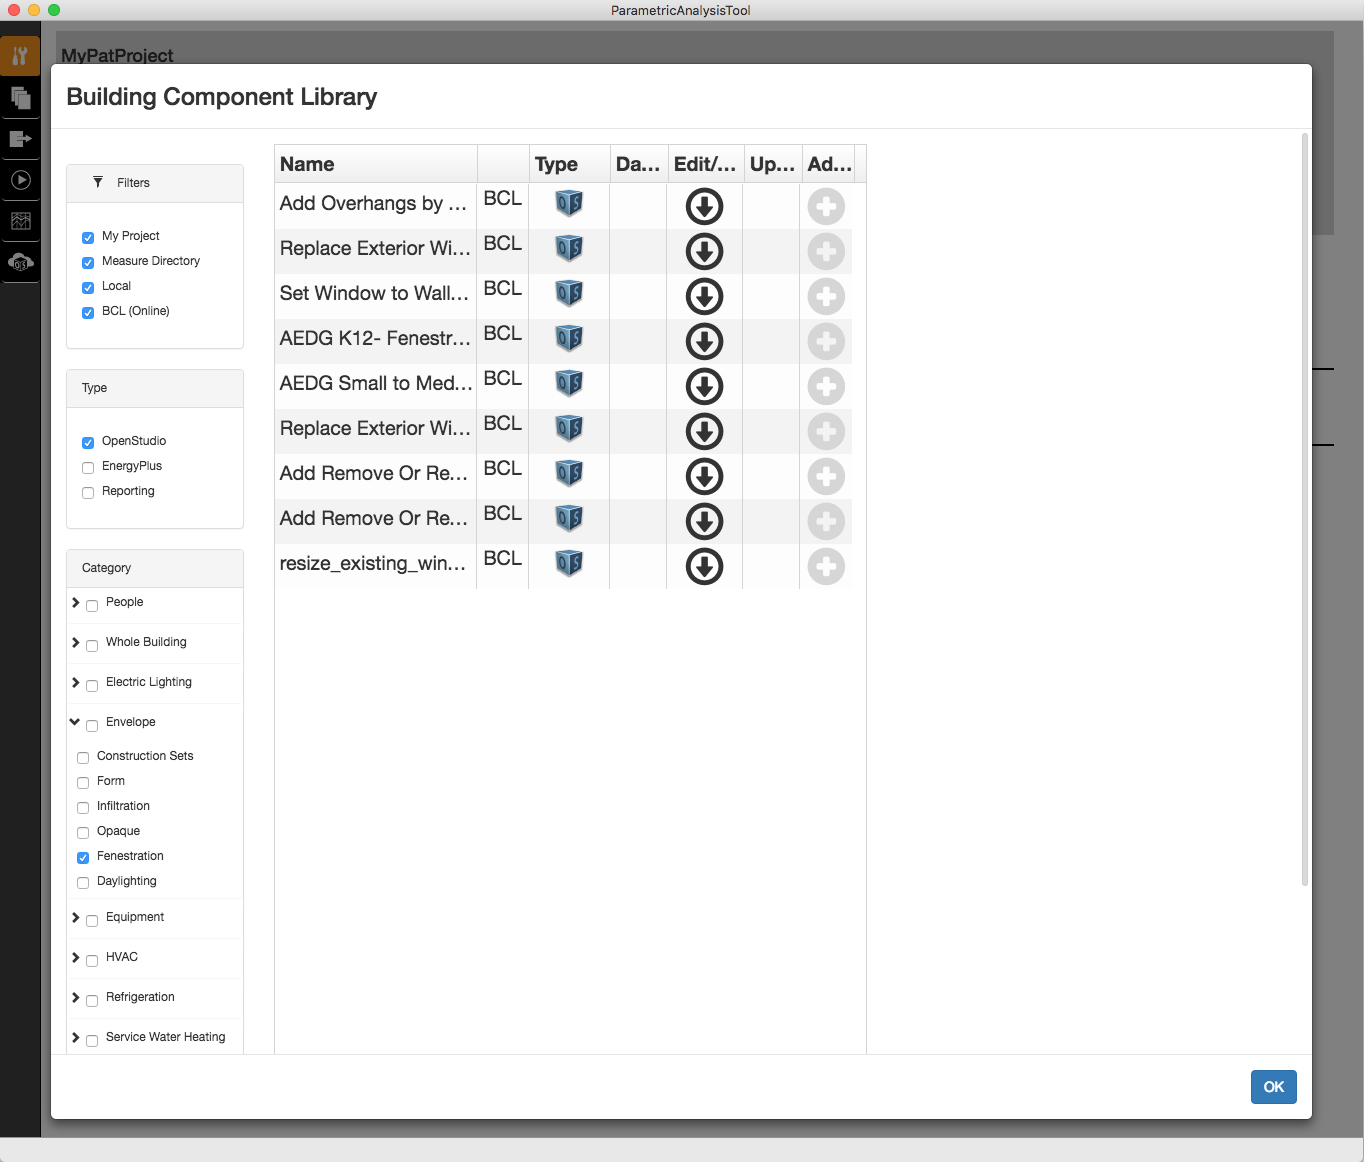 ParametricAnalysisTool
MyPatProject
Building Component Library
Filters
My Project
Measure Directory
Local
BCL (Online)
Type
OpenStudio
EnergyPlus
Reporting
Category
People
Whole Building
Electric Lighting
Envelope
Construction Sets
Form
Infiltration
Opaque
Fenestration
Daylighting
Equipment
HVAC
Refrigeration
Service Water Heating
Name Type Da... Edit/... Up... Ad...
Add Overhangs by ... BCL
Replace Exterior Wi... BCL
Set Window to Wall... BCL
AEDG K12- Fenestr... BCL
AEDG Small to Med... BCL
Replace Exterior Wi... BCL
Add Remove Or Re... BCL
Add Remove Or Re... BCL
resize_existing_win... BCL
OK